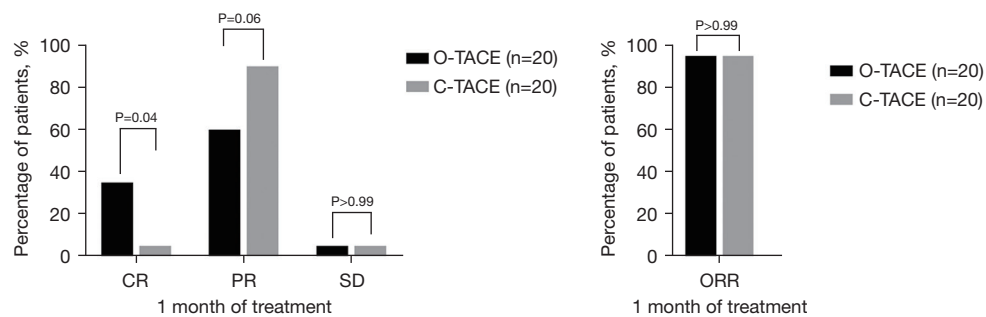 P=0.06
100
80
60
40
20
0
Percentage of patients, %
P=0.04
P>0.99
O-TACE (n=20)
C-TACE (n=20)
CR
PR
SD
1 month of treatment
P>0.99
100
80
60
40
20
0
Percentage of patients, %
O-TACE (n=20)
C-TACE (n=20)
ORR
1 month of treatment